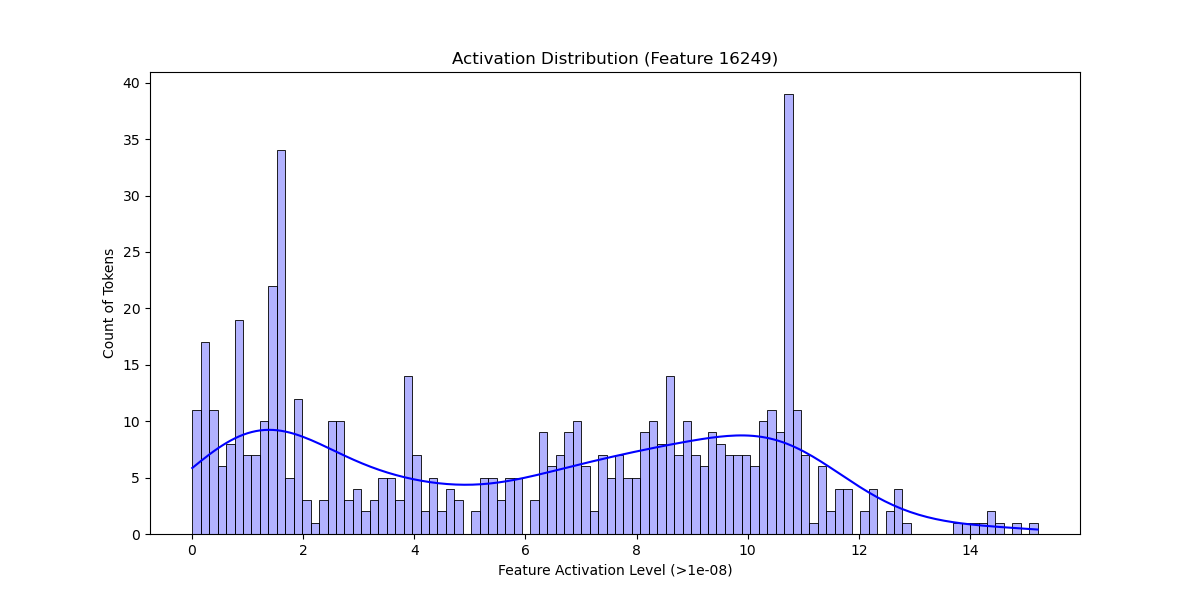 Activation Distribution (Feature 16249)
40
35
30
25
20
15
10
5
0
Count of Tokens
0 2 4 6 8 10 12 14
Feature Activation Level (>1e-08)